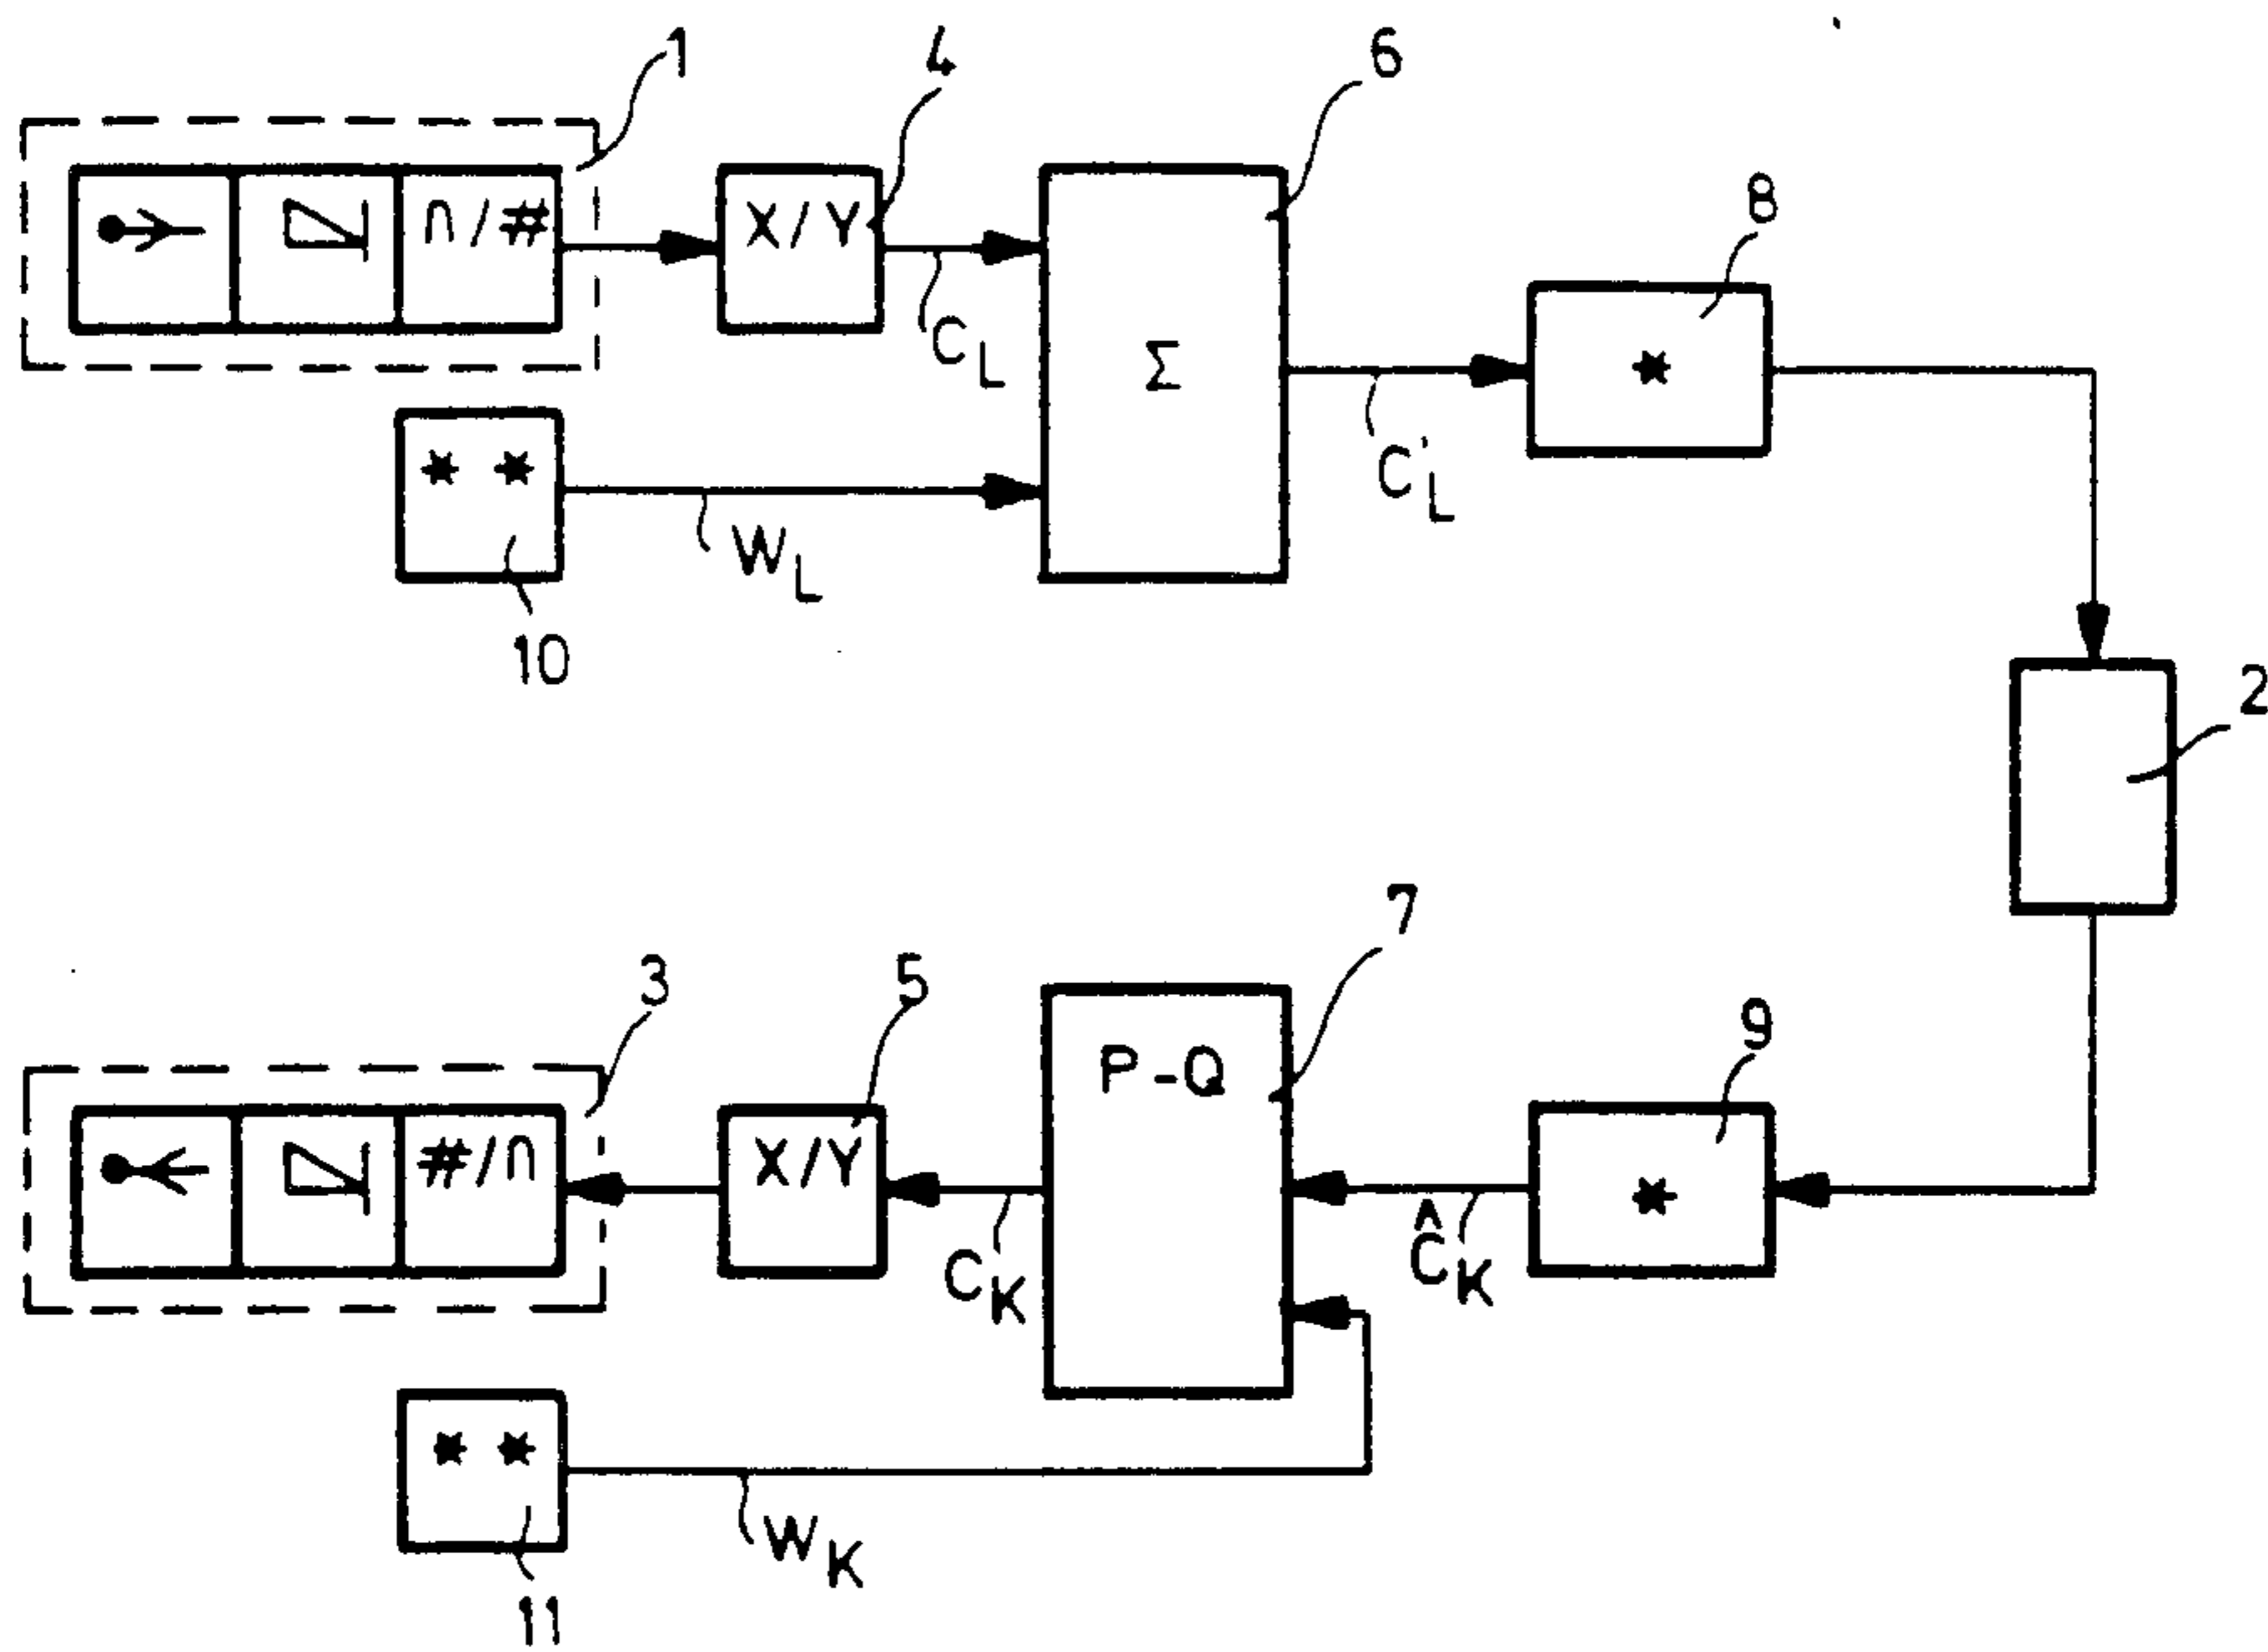 1
4
6
8
∩/#
X/Y
C_L
Σ
*
C'_L
* *
W_L
10
2
7
3
5
9
P-Q
#/∩
X/Y
*
C_K
Ĉ_K
* *
W_K
11